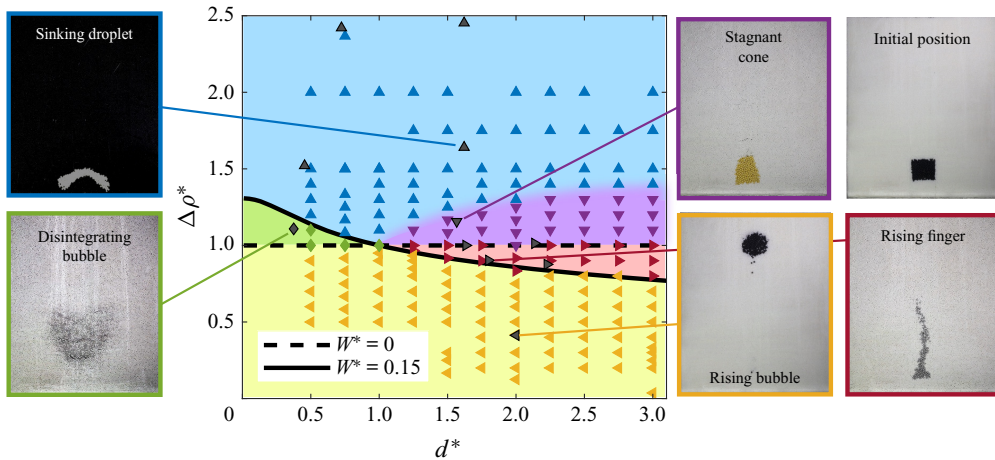 Sinking droplet
Disintegrating
bubble
Δρ*
2.5
2.0
1.5
1.0
0.5
0
0.5
1.0
1.5
2.0
2.5
3.0
d*
W* = 0
W* = 0.15
Stagnant
cone
Initial position
Rising bubble
Rising finger